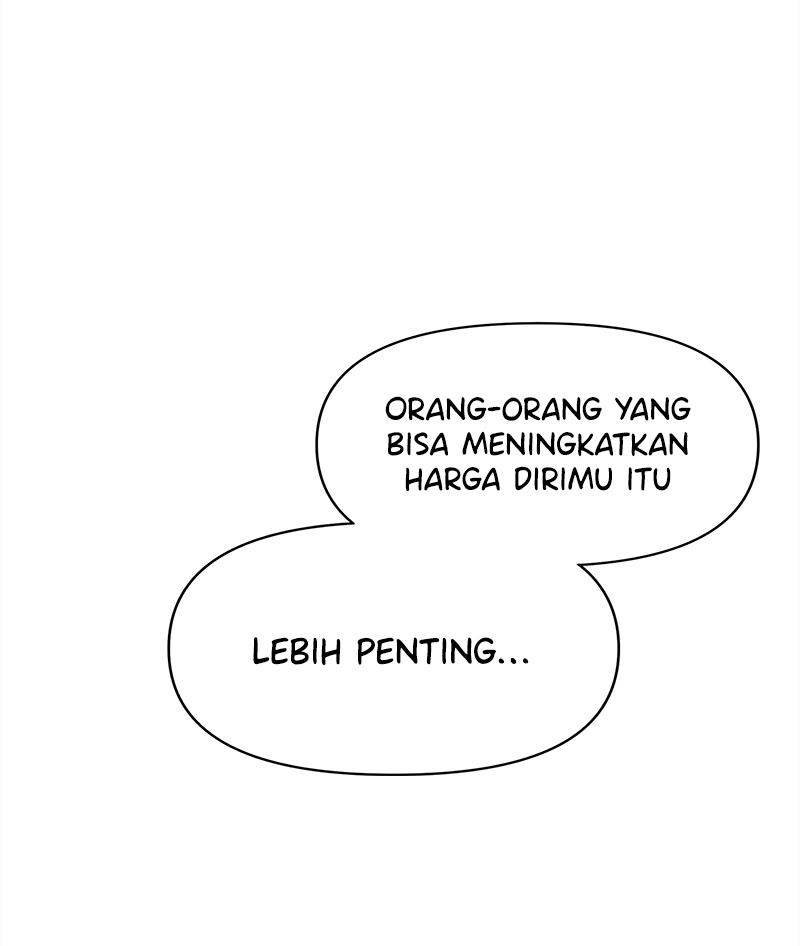 ORANG-ORANG YANG
BISA MENINGKATKAN
HARGA DIRIMU ITU
LEBIH PENTING...